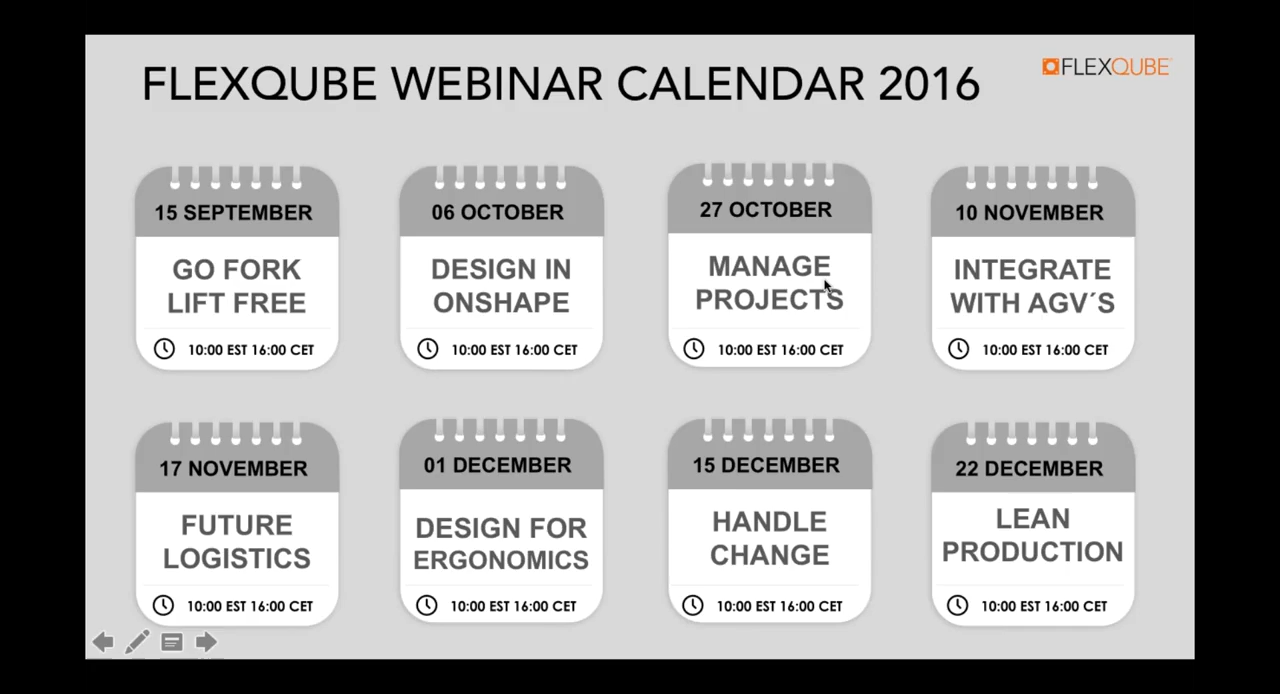 FLEXQUBE WEBINAR CALENDAR 2016
FLEXQUBE
15 SEPTEMBER
GO FORK
LIFT FREE
10:00 EST 16:00 CET
06 OCTOBER
DESIGN IN
ONSHAPE
10:00 EST 16:00 CET
27 OCTOBER
MANAGE
PROJECTS
10:00 EST 16:00 CET
10 NOVEMBER
INTEGRATE
WITH AGV´S
10:00 EST 16:00 CET
17 NOVEMBER
FUTURE
LOGISTICS
10:00 EST 16:00 CET
01 DECEMBER
DESIGN FOR
ERGONOMICS
10:00 EST 16:00 CET
15 DECEMBER
HANDLE
CHANGE
10:00 EST 16:00 CET
22 DECEMBER
LEAN
PRODUCTION
10:00 EST 16:00 CET